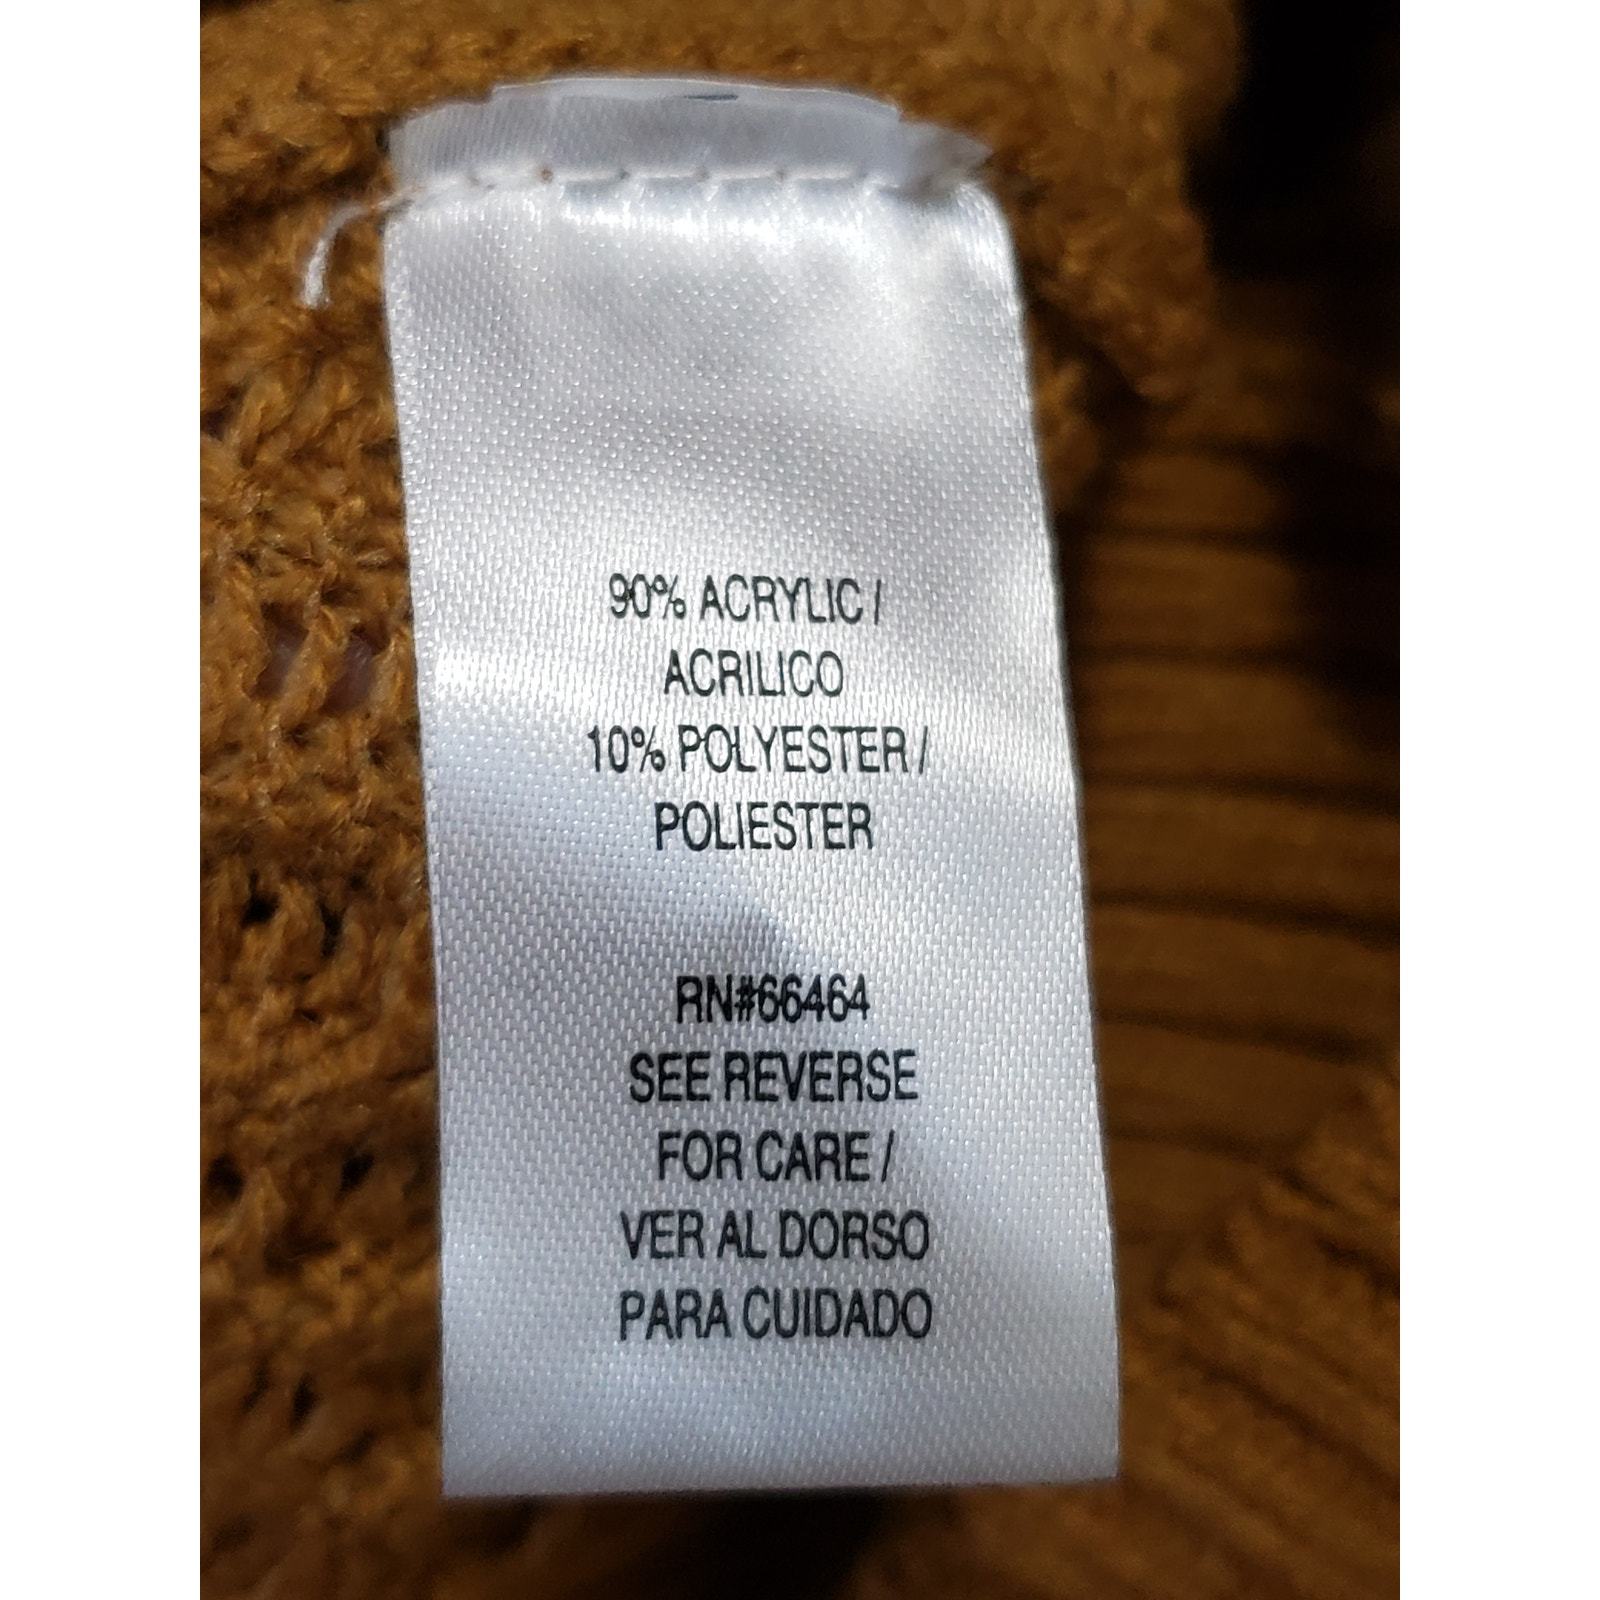 90% ACRYLIC /
ACRILICO
10% POLYESTER /
POLIESTER
RN#66464
SEE REVERSE
FOR CARE /
VER AL DORSO
PARA CUIDADO